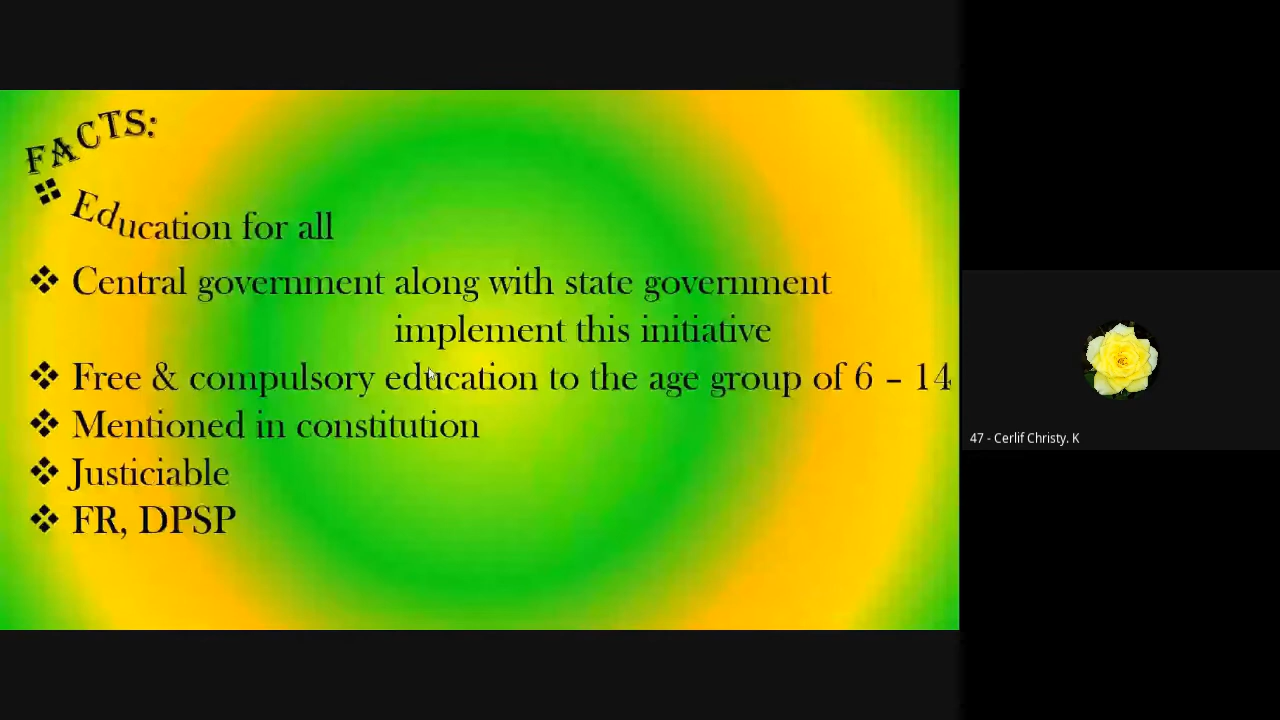 FACTS:
❖ Education for all
❖ Central government along with state government
implement this initiative
❖ Free & compulsory education to the age group of 6 – 14
❖ Mentioned in constitution
❖ Justiciable
❖ FR, DPSP
47 - Cerlif Christy. K